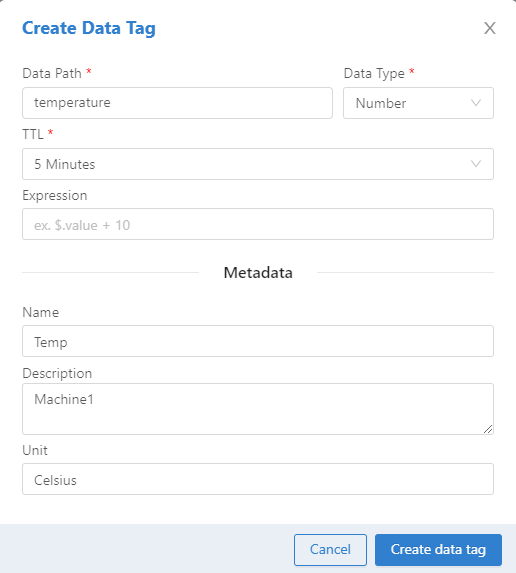 Create Data Tag
Data Path * Data Type *
temperature Number
TTL *
5 Minutes
Expression
ex. $.value + 10
Metadata
Name
Temp
Description
Machine1
Unit
Celsius
Cancel Create data tag